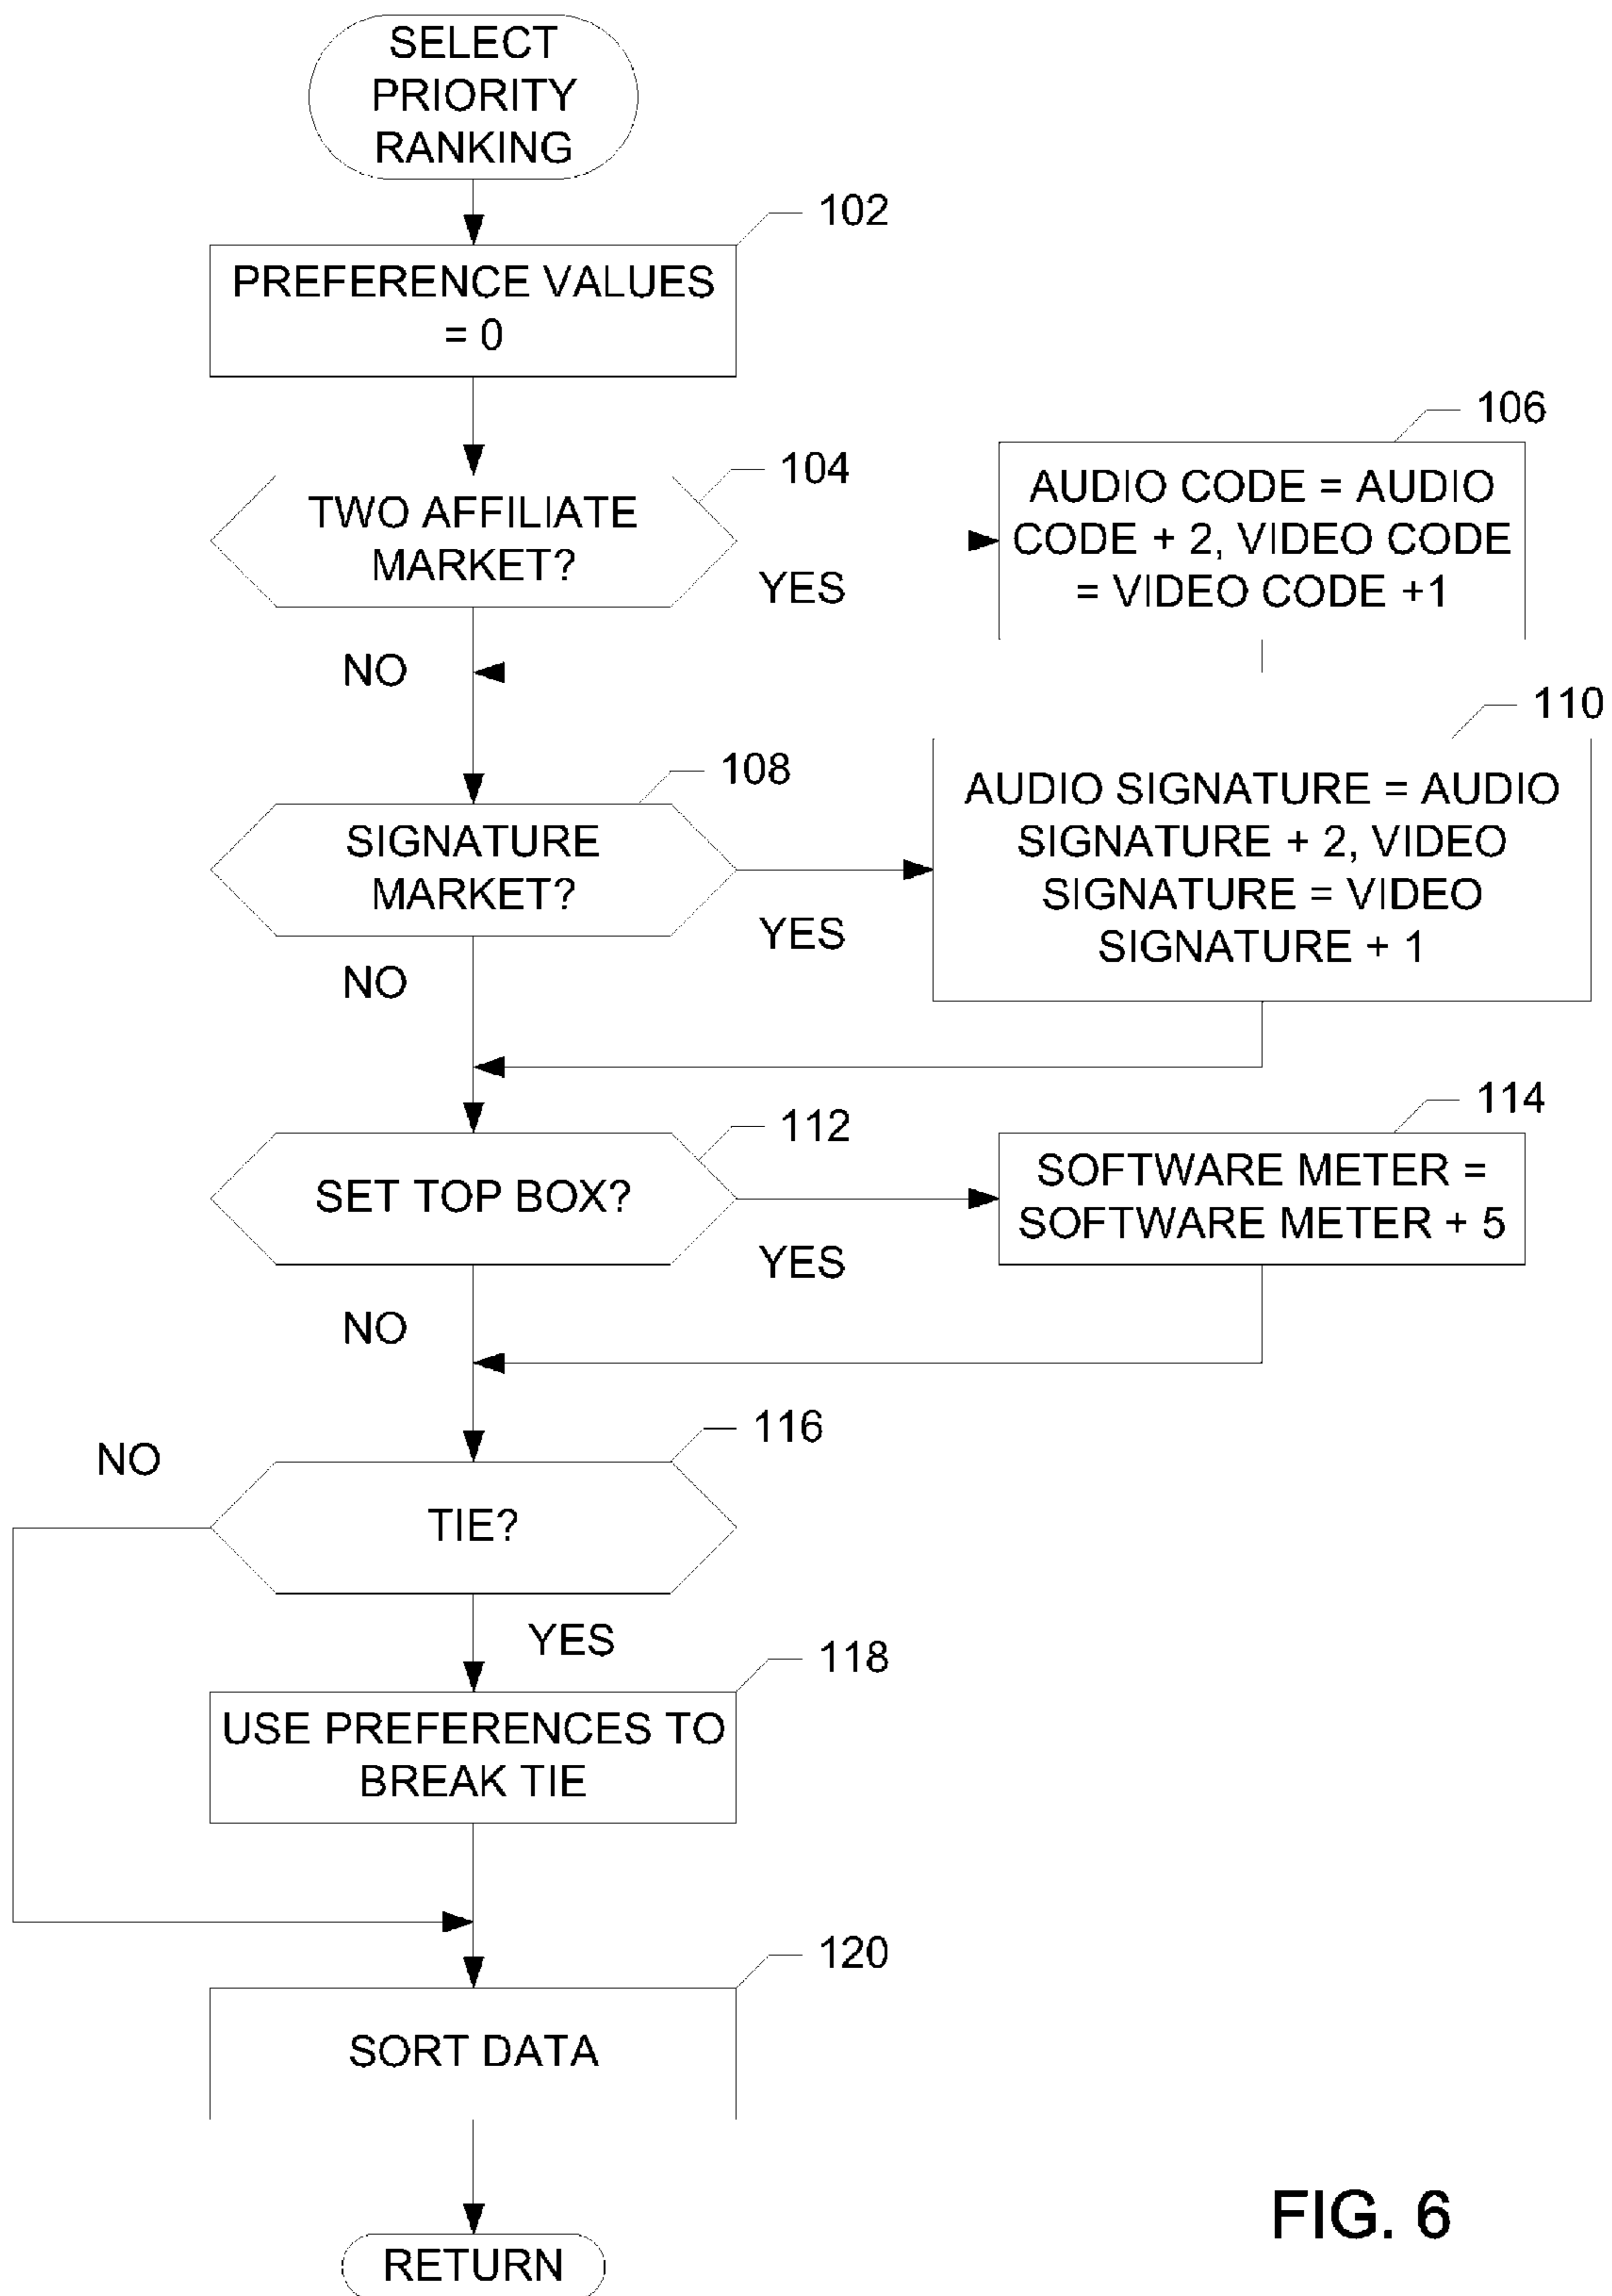 SELECT
PRIORITY
RANKING
102
PREFERENCE VALUES
= 0
104
TWO AFFILIATE
MARKET?
YES
NO
106
AUDIO CODE = AUDIO
CODE + 2, VIDEO CODE
= VIDEO CODE +1
108
SIGNATURE
MARKET?
YES
NO
110
AUDIO SIGNATURE = AUDIO
SIGNATURE + 2, VIDEO
SIGNATURE = VIDEO
SIGNATURE + 1
112
SET TOP BOX?
YES
NO
114
SOFTWARE METER =
SOFTWARE METER + 5
116
NO
TIE?
YES
118
USE PREFERENCES TO
BREAK TIE
120
SORT DATA
RETURN
FIG. 6